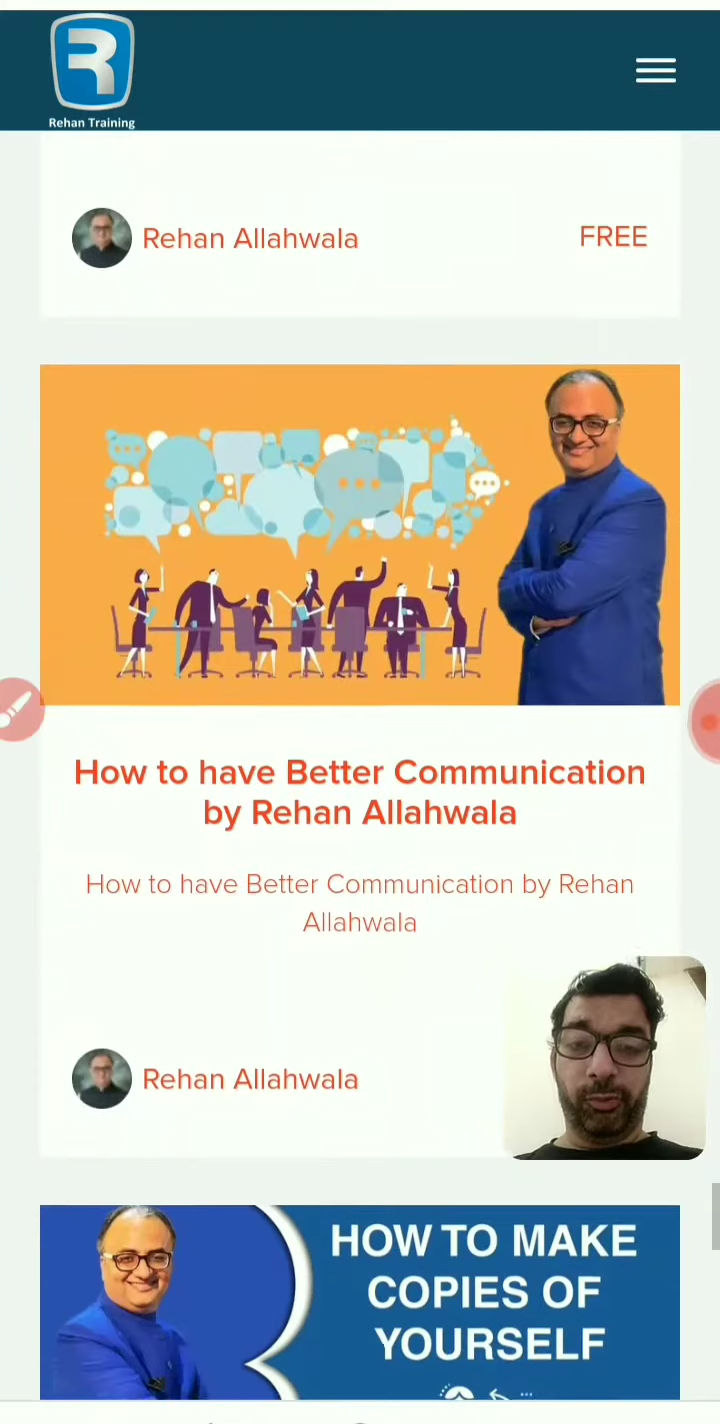 Rehan Training
Rehan Allahwala
FREE
How to have Better Communication
by Rehan Allahwala
How to have Better Communication by Rehan
Allahwala
Rehan Allahwala
HOW TO MAKE
COPIES OF
YOURSELF